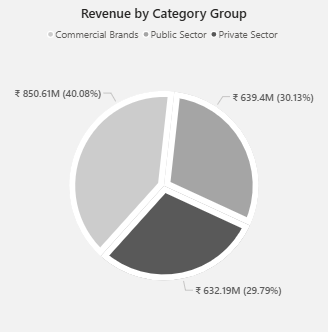 Revenue by Category Group
Commercial Brands Public Sector Private Sector
₹ 850.61M (40.08%)
₹ 639.4M (30.13%)
₹ 632.19M (29.79%)